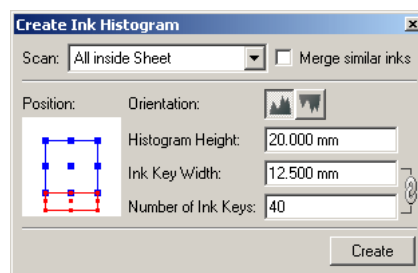 Create Ink Histogram
Scan: All inside Sheet Merge similar inks
Position: Orientation:
Histogram Height: 20.000 mm
Ink Key Width: 12.500 mm
Number of Ink Keys: 40
Create